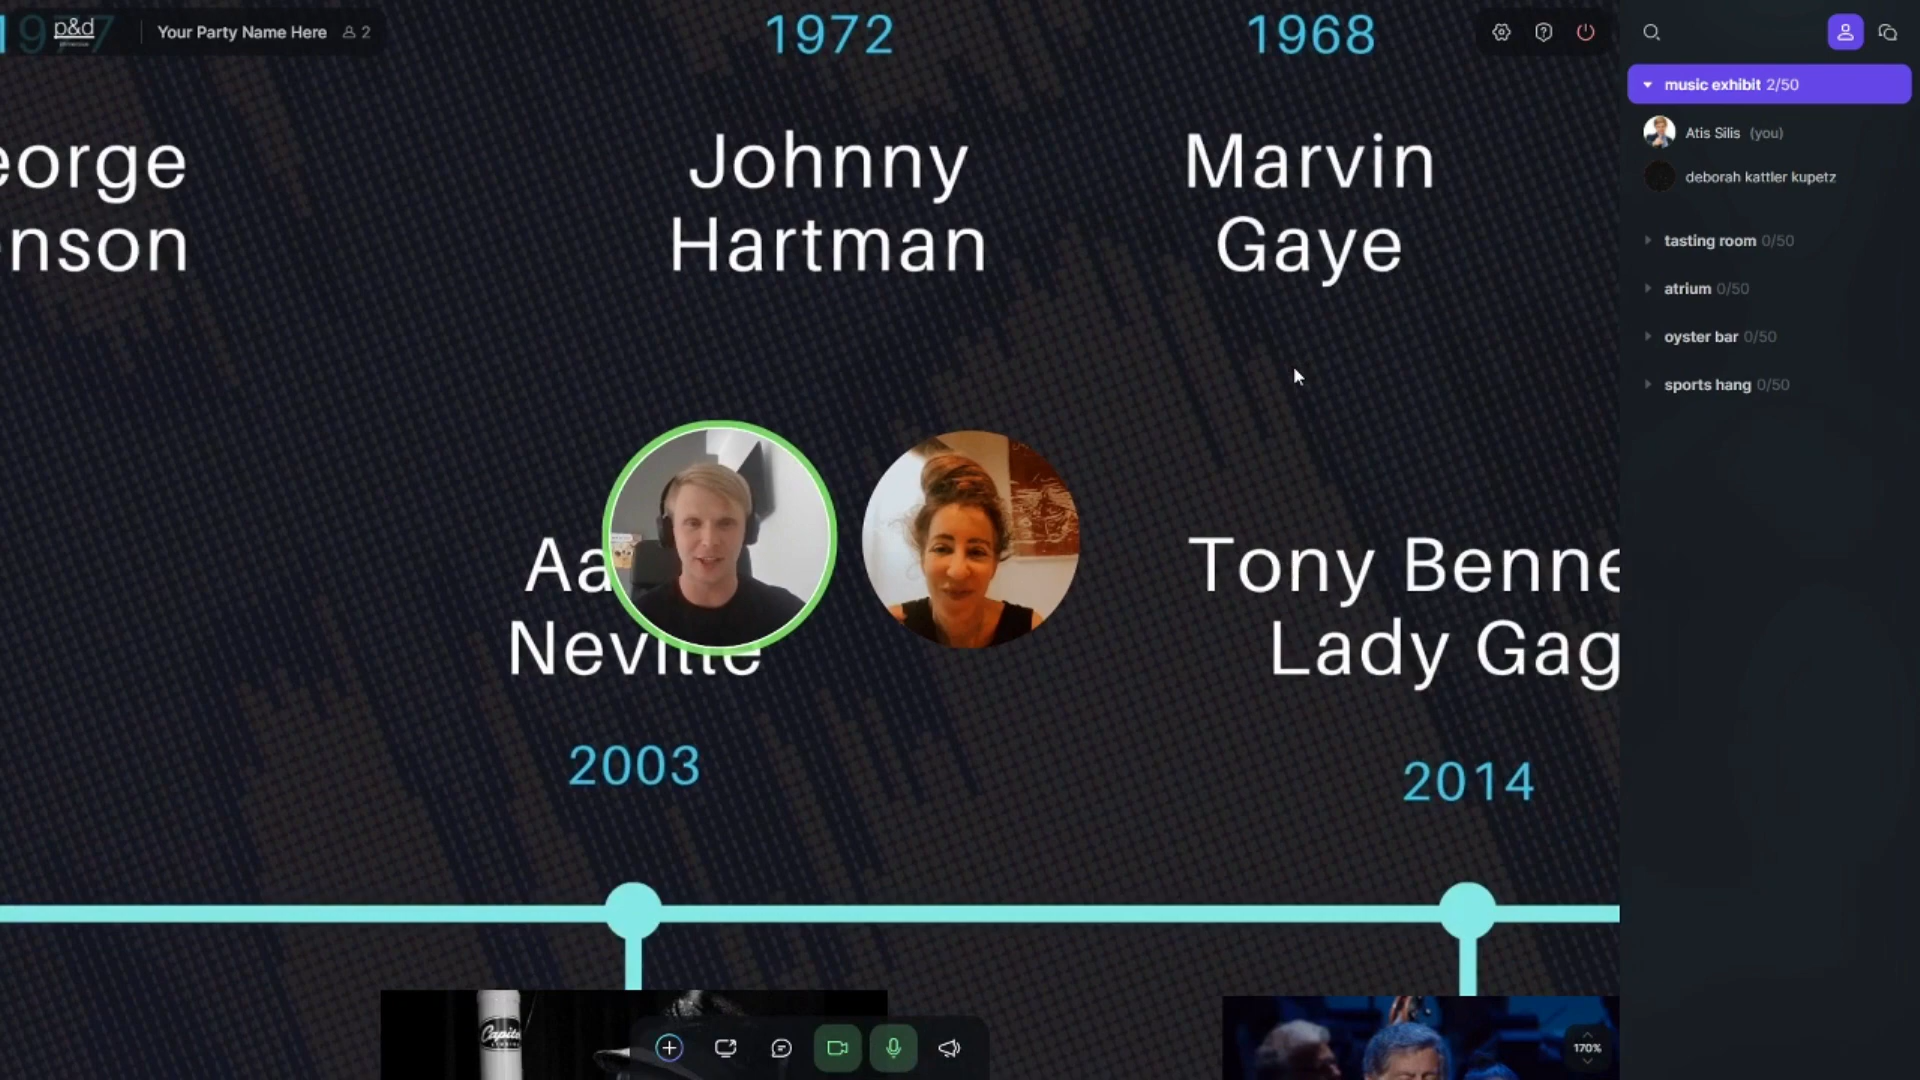 p&d
Your Party Name Here 2
1972
1968
music exhibit 2/50
Atis Silis (you)
deborah kattler kupetz
tasting room 0/50
atrium 0/50
oyster bar 0/50
sports hang 0/50
eorge
enson
Johnny
Hartman
Marvin
Gaye
Aa
Neville
2003
Tony Benne
Lady Gag
2014
170%